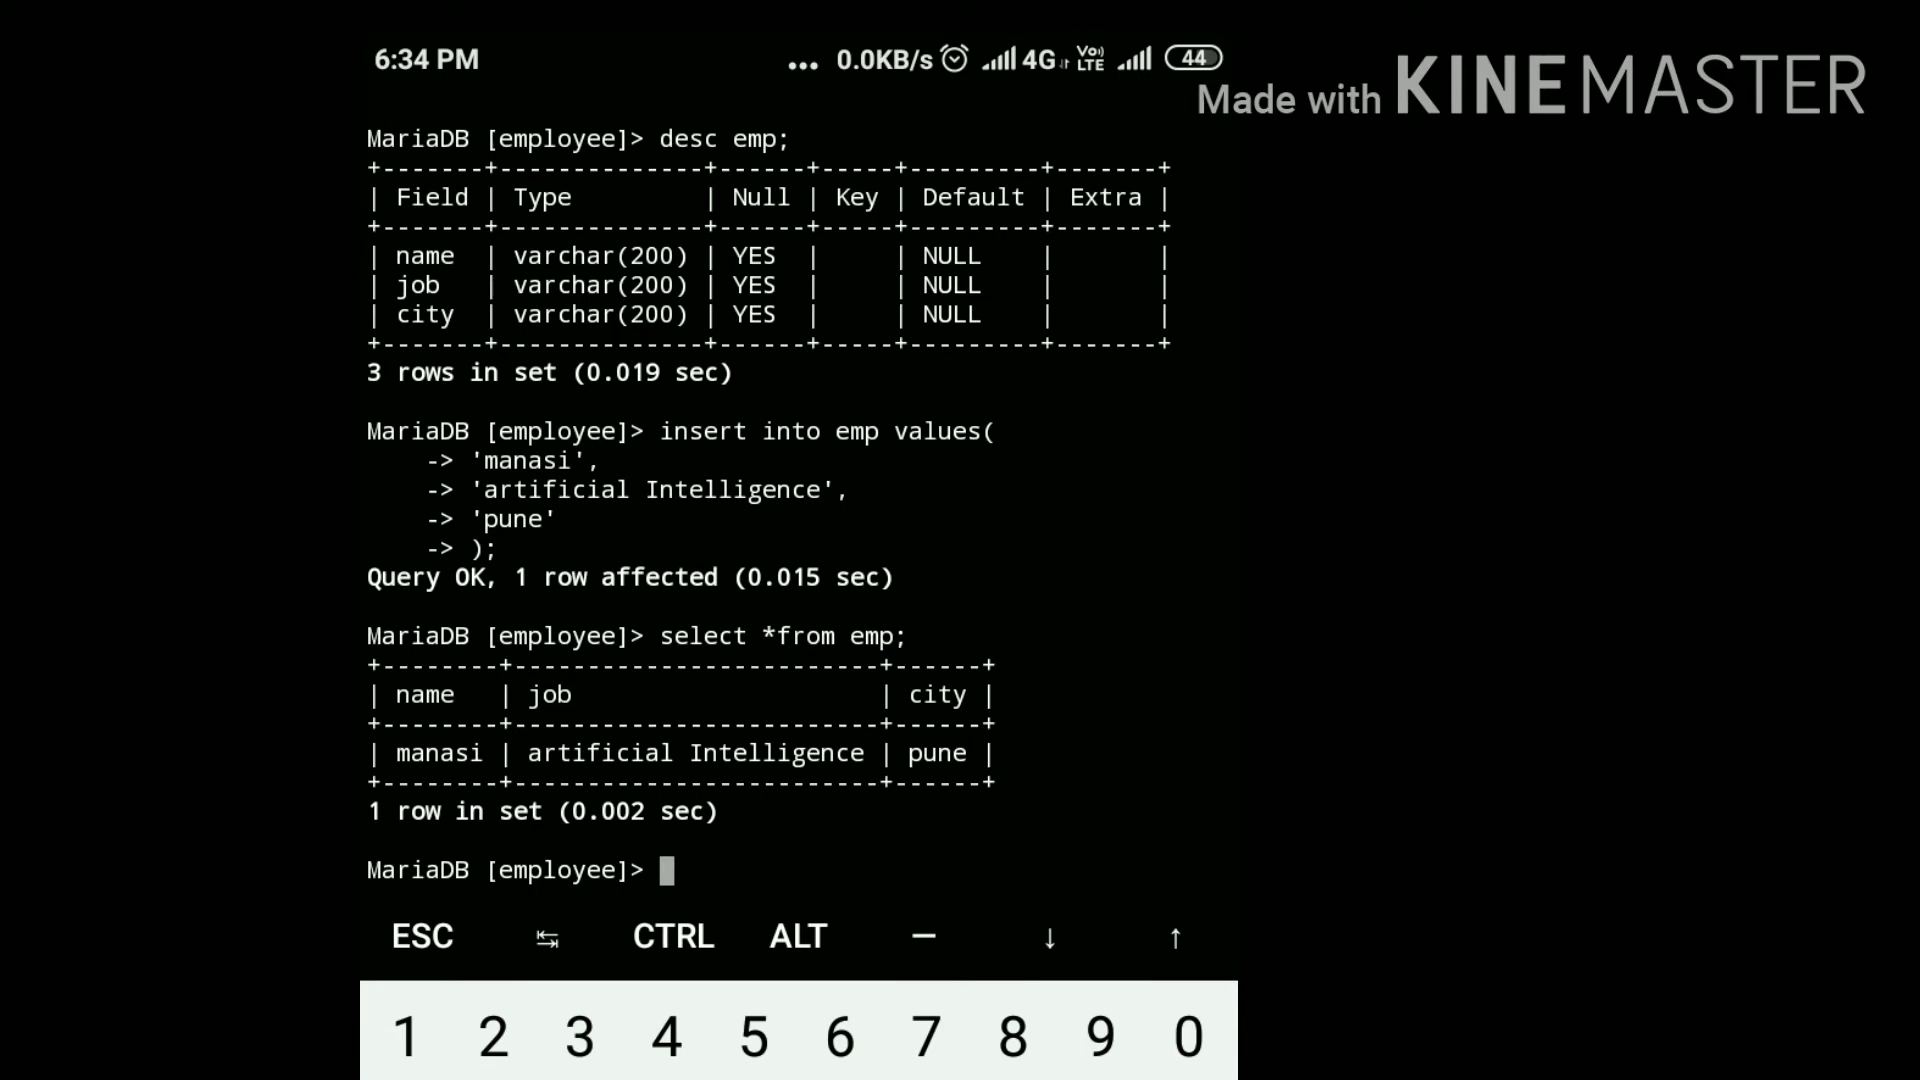 6:34 PM ... 0.0KB/s 4G Vo) LTE 44
Made with KINEMASTER
MariaDB [employee]> desc emp;
+-------+--------------+------+-----+---------+-------+
| Field | Type         | Null | Key | Default | Extra |
+-------+--------------+------+-----+---------+-------+
| name  | varchar(200) | YES  |     | NULL    |       |
| job   | varchar(200) | YES  |     | NULL    |       |
| city  | varchar(200) | YES  |     | NULL    |       |
+-------+--------------+------+-----+---------+-------+
3 rows in set (0.019 sec)
MariaDB [employee]> insert into emp values(
    -> 'manasi',
    -> 'artificial Intelligence',
    -> 'pune'
    -> );
Query OK, 1 row affected (0.015 sec)
MariaDB [employee]> select *from emp;
+--------+-------------------------+------+
| name   | job                     | city |
+--------+-------------------------+------+
| manasi | artificial Intelligence | pune |
+--------+-------------------------+------+
1 row in set (0.002 sec)
MariaDB [employee]>
ESC ⇆ CTRL ALT — ↓ ↑
1 2 3 4 5 6 7 8 9 0